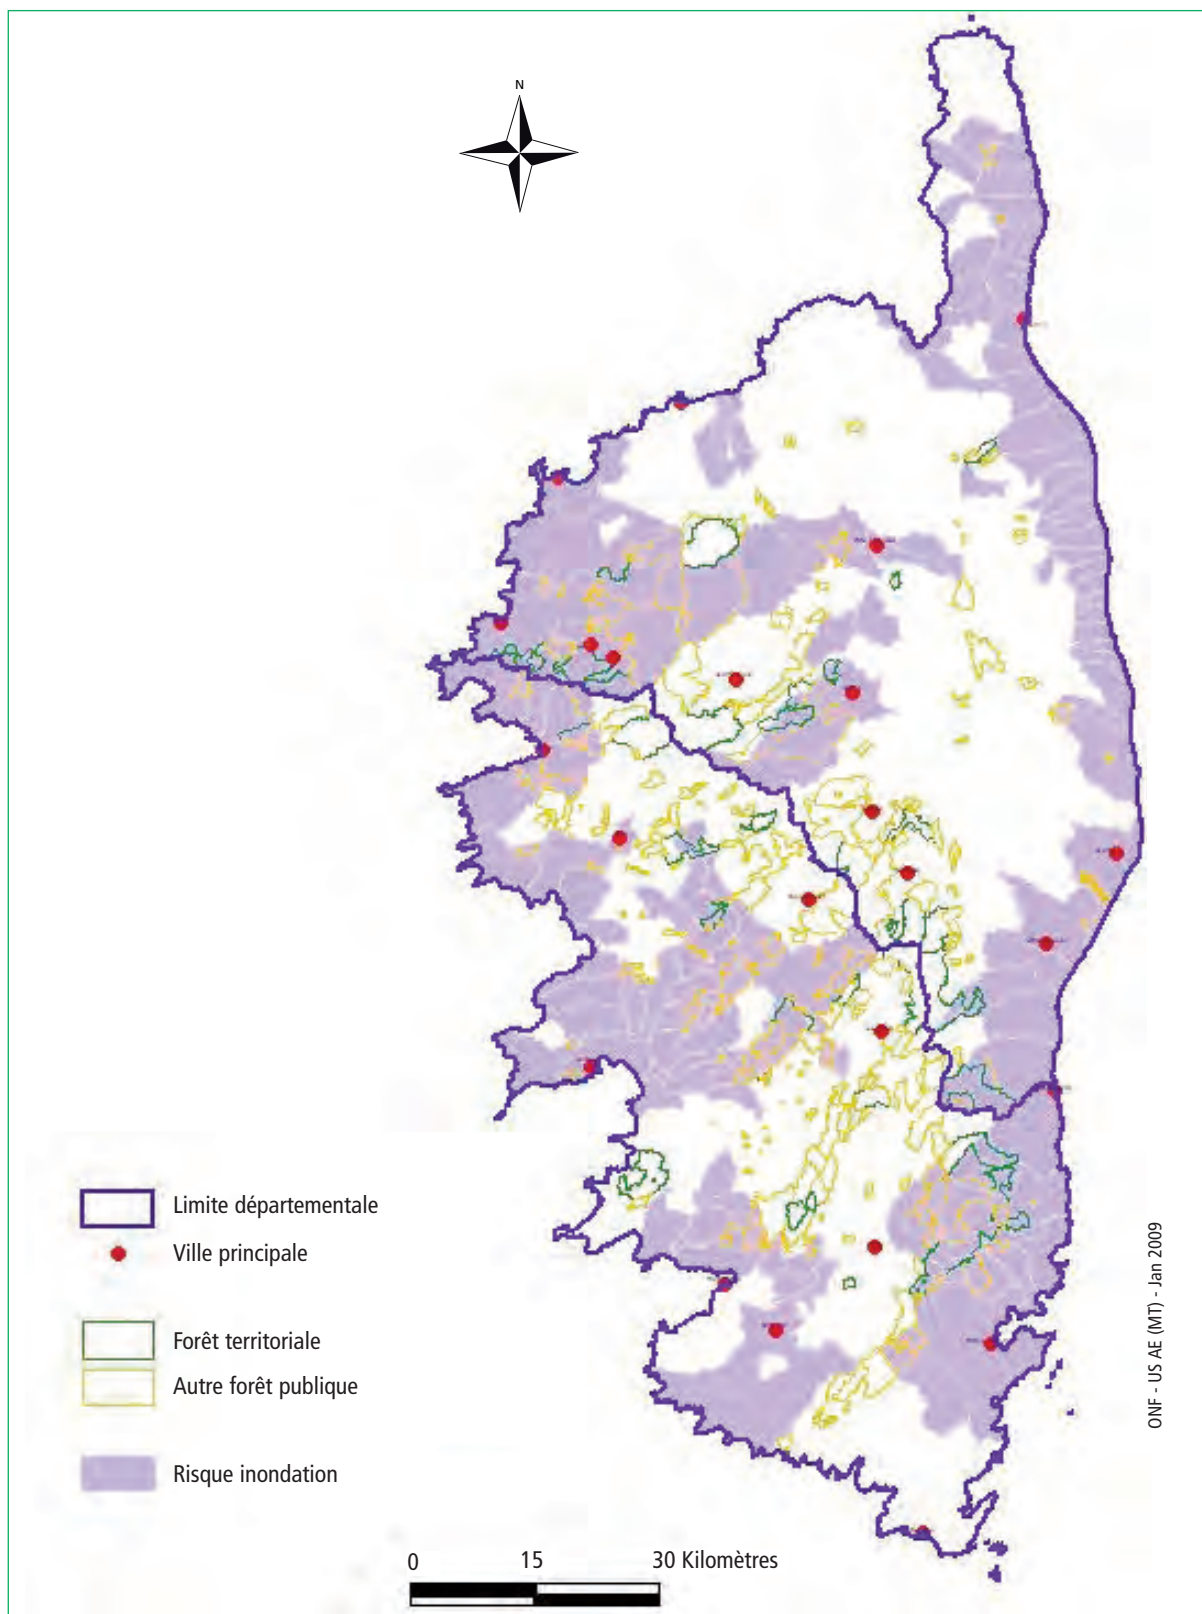 N
Limite départementale
Ville principale
Forêt territoriale
Autre forêt publique
Risque inondation
0 15 30 Kilomètres
ONF - US AE (MT) - Jan 2009